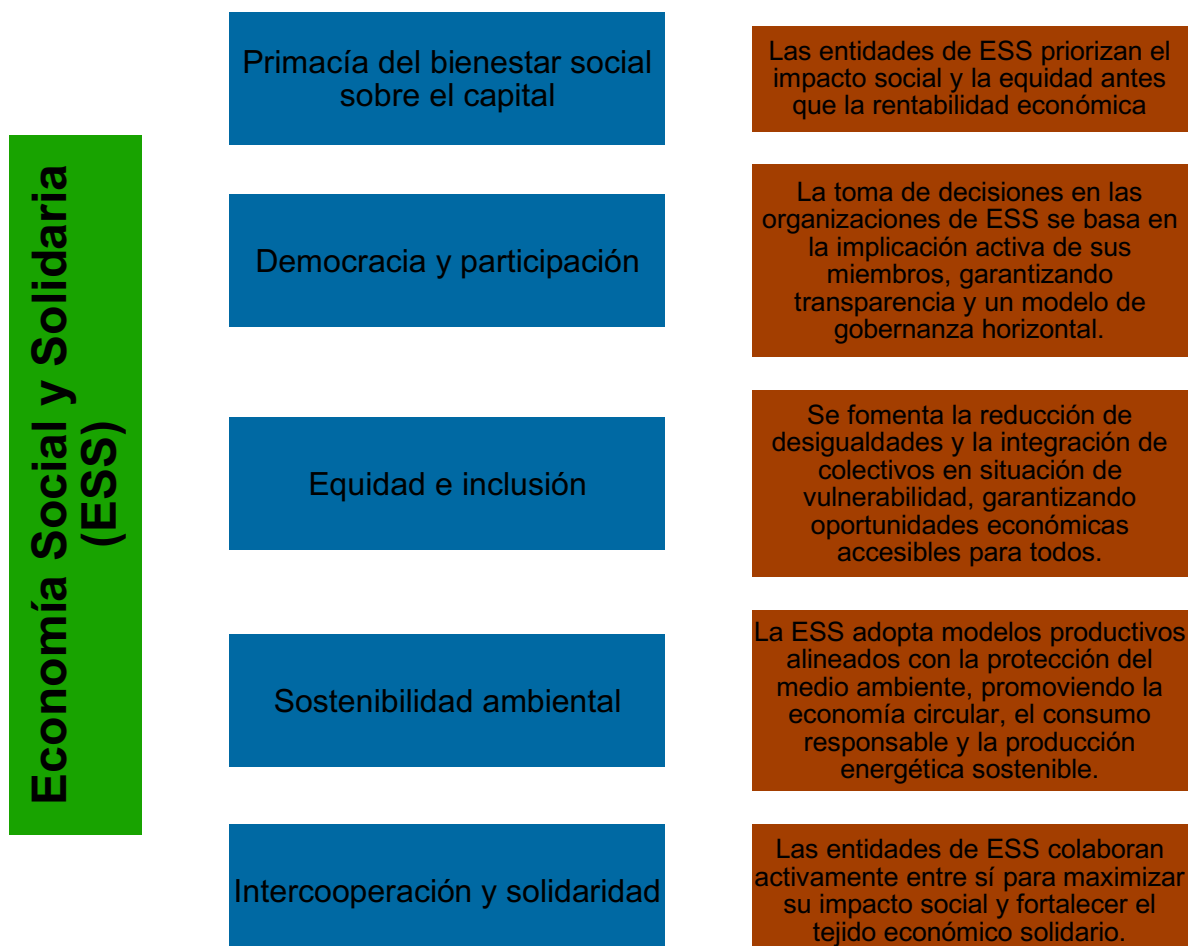 Economía Social y Solidaria
(ESS)
Primacía del bienestar social
sobre el capital
Las entidades de ESS priorizan el
impacto social y la equidad antes
que la rentabilidad económica
Democracia y participación
La toma de decisiones en las
organizaciones de ESS se basa en
la implicación activa de sus
miembros, garantizando
transparencia y un modelo de
gobernanza horizontal.
Equidad e inclusión
Se fomenta la reducción de
desigualdades y la integración de
colectivos en situación de
vulnerabilidad, garantizando
oportunidades económicas
accesibles para todos.
Sostenibilidad ambiental
La ESS adopta modelos productivos
alineados con la protección del
medio ambiente, promoviendo la
economía circular, el consumo
responsable y la producción
energética sostenible.
Intercooperación y solidaridad
Las entidades de ESS colaboran
activamente entre sí para maximizar
su impacto social y fortalecer el
tejido económico solidario.